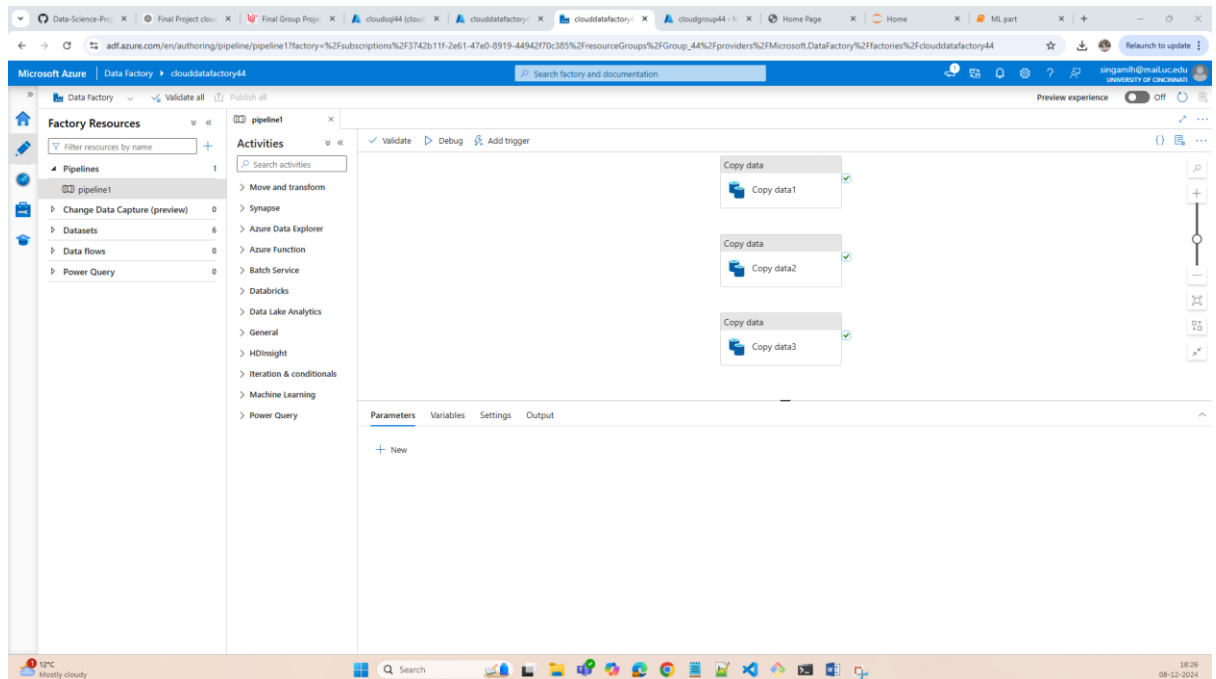 Data-Science-Proj
Final Project clou
Final Group Proje
cloudsql44 (cloud
clouddatafactory4
clouddatafactory4
cloudgroup44 - M
Home Page
Home
ML part
adf.azure.com/en/authoring/pipeline/pipeline1?factory=%2Fsubscriptions%2F3742b11f-2e61-47e0-8919-44942f70c385%2FresourceGroups%2FGroup_44%2Fproviders%2FMicrosoft.DataFactory%2Ffactories%2Fclouddatafactory44
Relaunch to update
Microsoft Azure | Data Factory ▸ clouddatafactory44
Search factory and documentation
1
singamlh@mail.uc.edu
UNIVERSITY OF CINCINNATI
Data Factory
Validate all
Publish all
Preview experience
Off
Factory Resources
Filter resources by name
Pipelines 1
pipeline1
Change Data Capture (preview) 0
Datasets 6
Data flows 0
Power Query 0
pipeline1
Activities
Search activities
Move and transform
Synapse
Azure Data Explorer
Azure Function
Batch Service
Databricks
Data Lake Analytics
General
HDInsight
Iteration & conditionals
Machine Learning
Power Query
Validate
Debug
Add trigger
Copy data
Copy data1
Copy data
Copy data2
Copy data
Copy data3
Parameters Variables Settings Output
New
1
12°C
Mostly cloudy
Search
18:26
08-12-2024